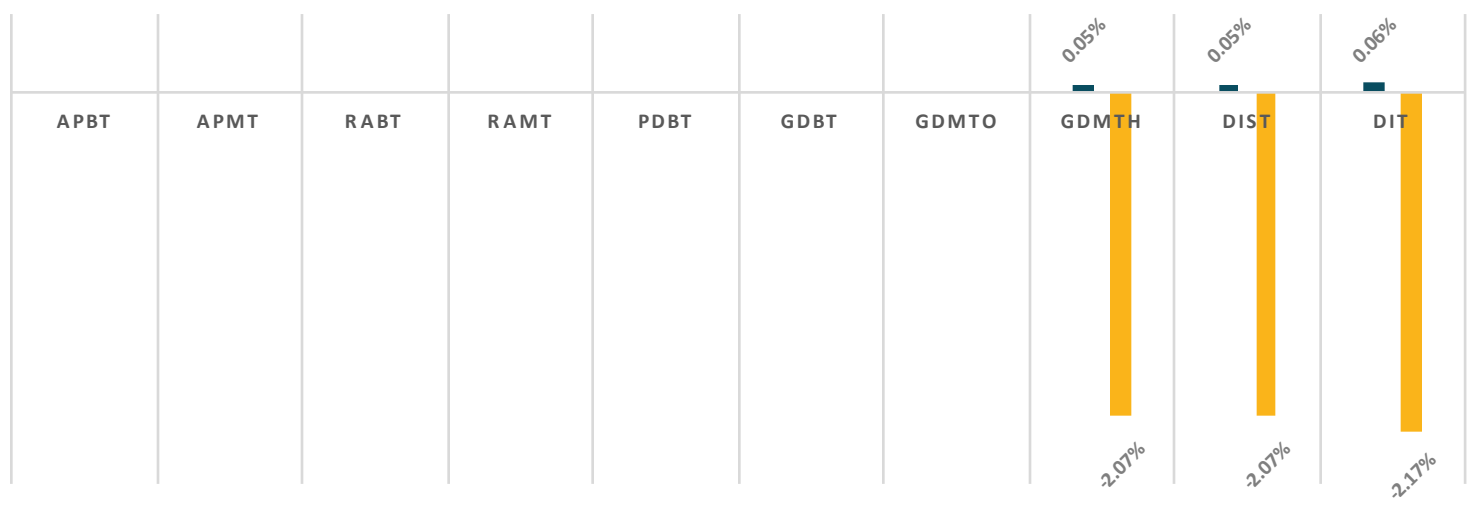 0.05%
0.05%
0.06%
APBT
APMT
RABT
RAMT
PDBT
GDBT
GDMTO
GDMTH
DIST
DIT
-2.07%
-2.07%
-2.17%